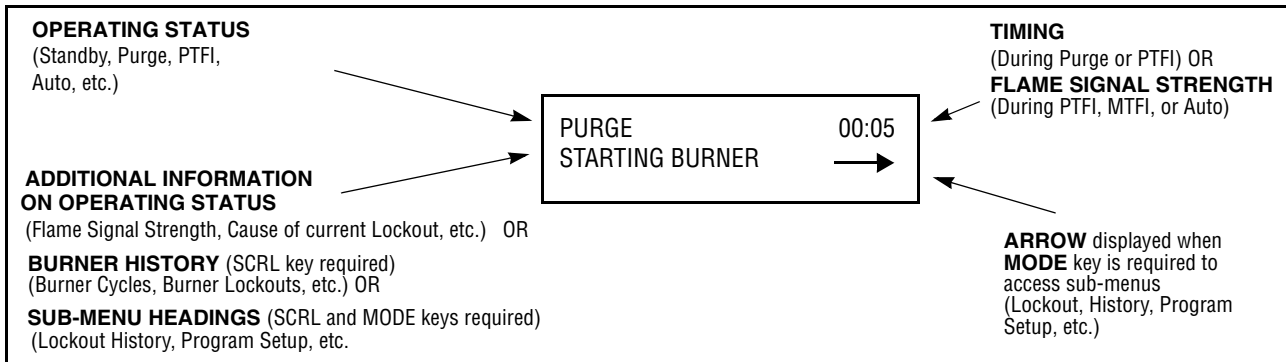 OPERATING STATUS
(Standby, Purge, PTFI,
Auto, etc.)
ADDITIONAL INFORMATION
ON OPERATING STATUS
(Flame Signal Strength, Cause of current Lockout, etc.) OR
BURNER HISTORY (SCRL key required)
(Burner Cycles, Burner Lockouts, etc.) OR
SUB-MENU HEADINGS (SCRL and MODE keys required)
(Lockout History, Program Setup, etc.
PURGE 00:05
STARTING BURNER
TIMING
(During Purge or PTFI) OR
FLAME SIGNAL STRENGTH
(During PTFI, MTFI, or Auto)
ARROW displayed when
MODE key is required to
access sub-menus
(Lockout, History, Program
Setup, etc.)